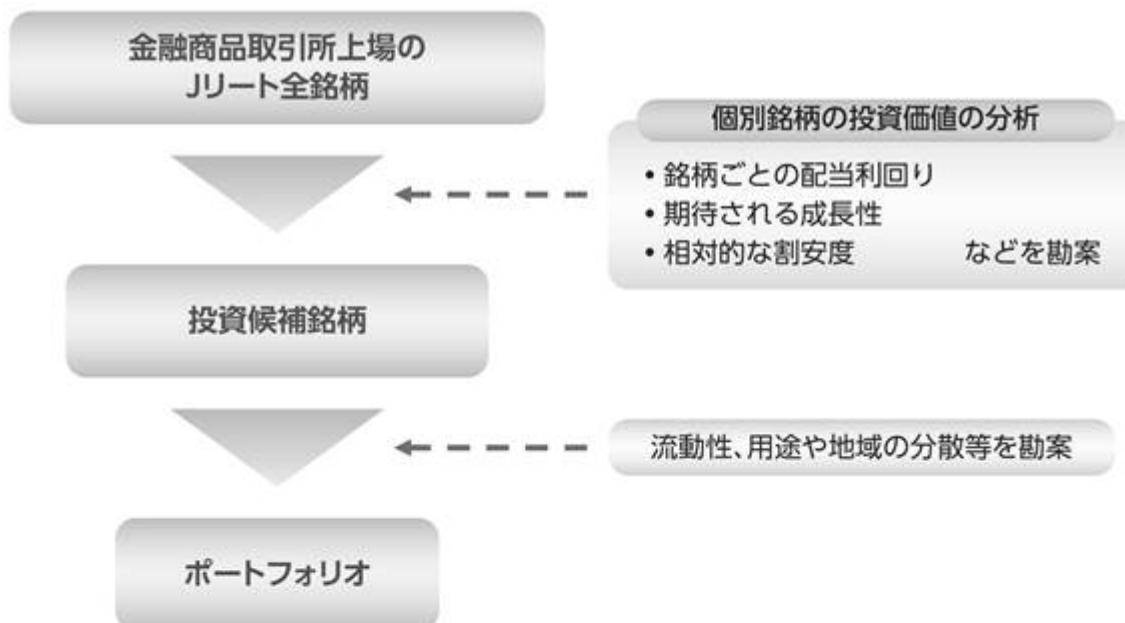 金融商品取引所上場の
Jリート全銘柄
個別銘柄の投資価値の分析
• 銘柄ごとの配当利回り
• 期待される成長性
• 相対的な割安度 などを勘案
投資候補銘柄
流動性、用途や地域の分散等を勘案
ポートフォリオ